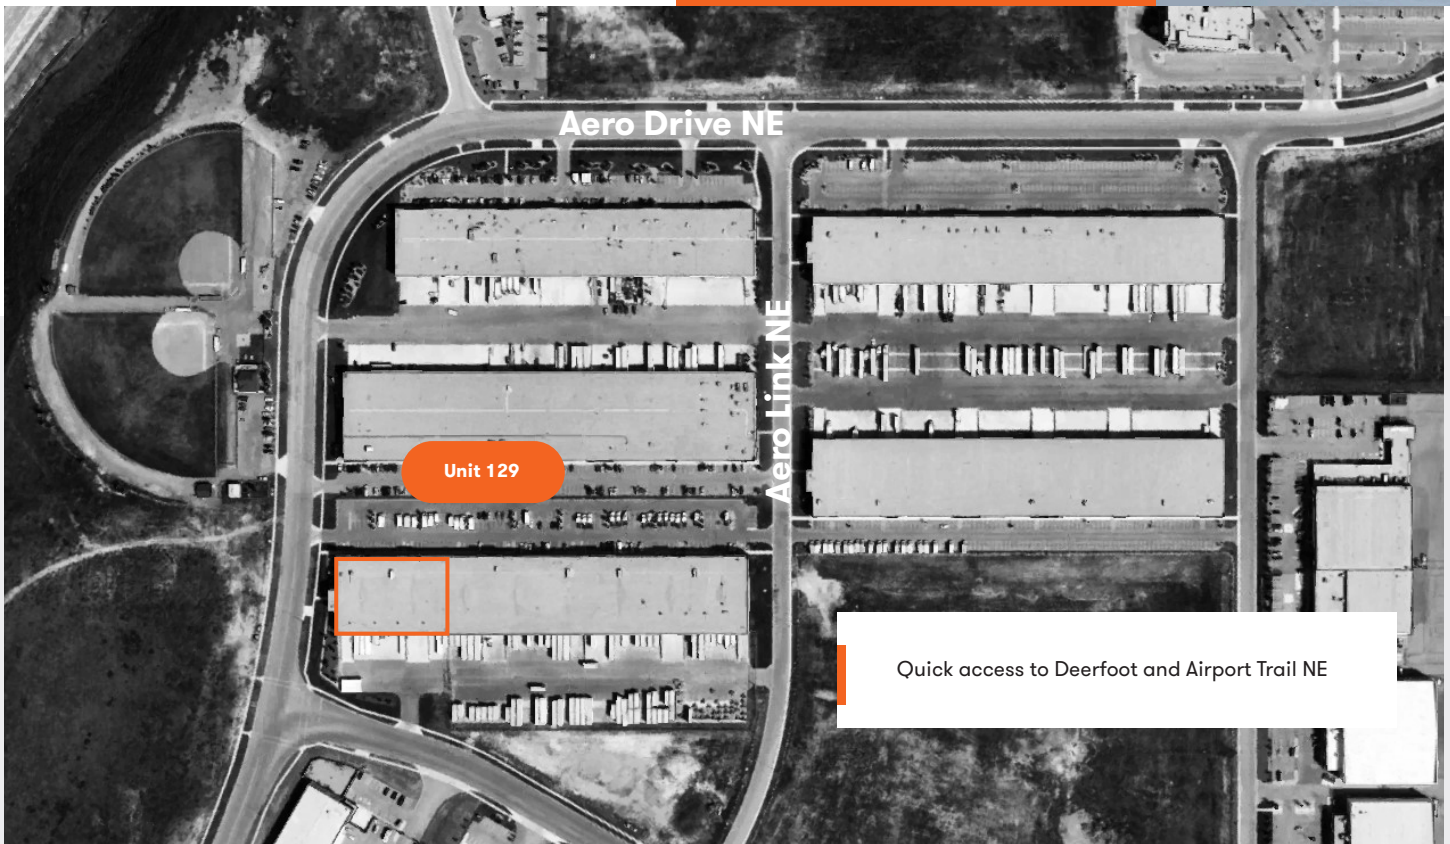 Aero Drive NE
Aero Link NE
Unit 129
Quick access to Deerfoot and Airport Trail NE